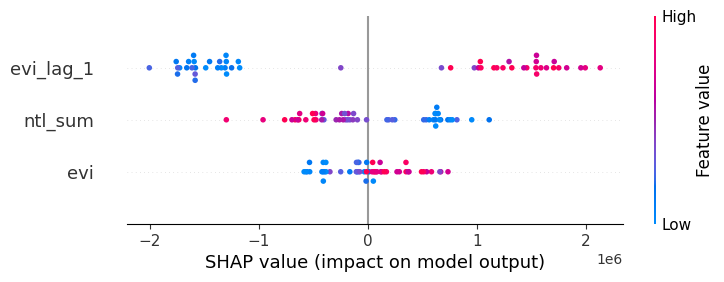 High
evi_lag_1
ntl_sum
evi
Feature value
Low
−2 −1 0 1 2
1e6
SHAP value (impact on model output)